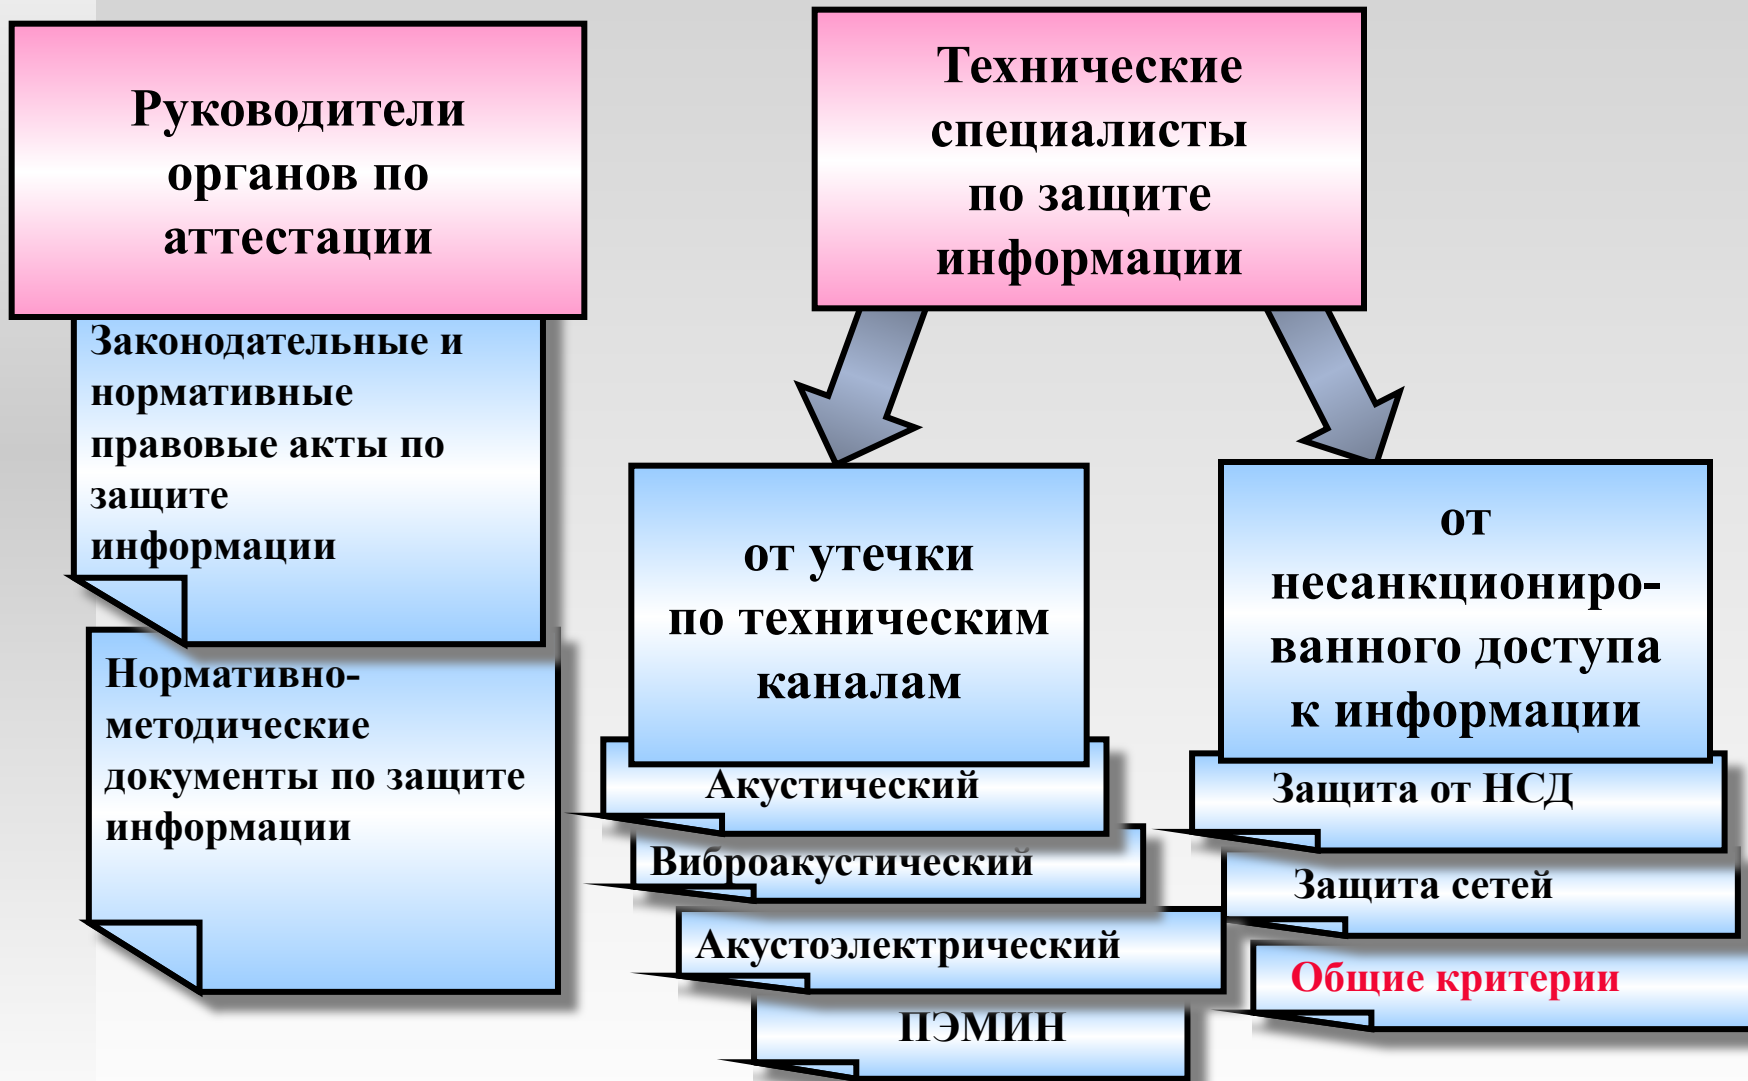 Руководители
органов по
аттестации
Законодательные и
нормативные
правовые акты по
защите
информации
Нормативно-
методические
документы по защите
информации
Технические
специалисты
по защите
информации
от утечки
по техническим
каналам
Акустический
Виброакустический
Акустоэлектрический
ПЭМИН
от
несанкциониро-
ванного доступа
к информации
Защита от НСД
Защита сетей
Общие критерии